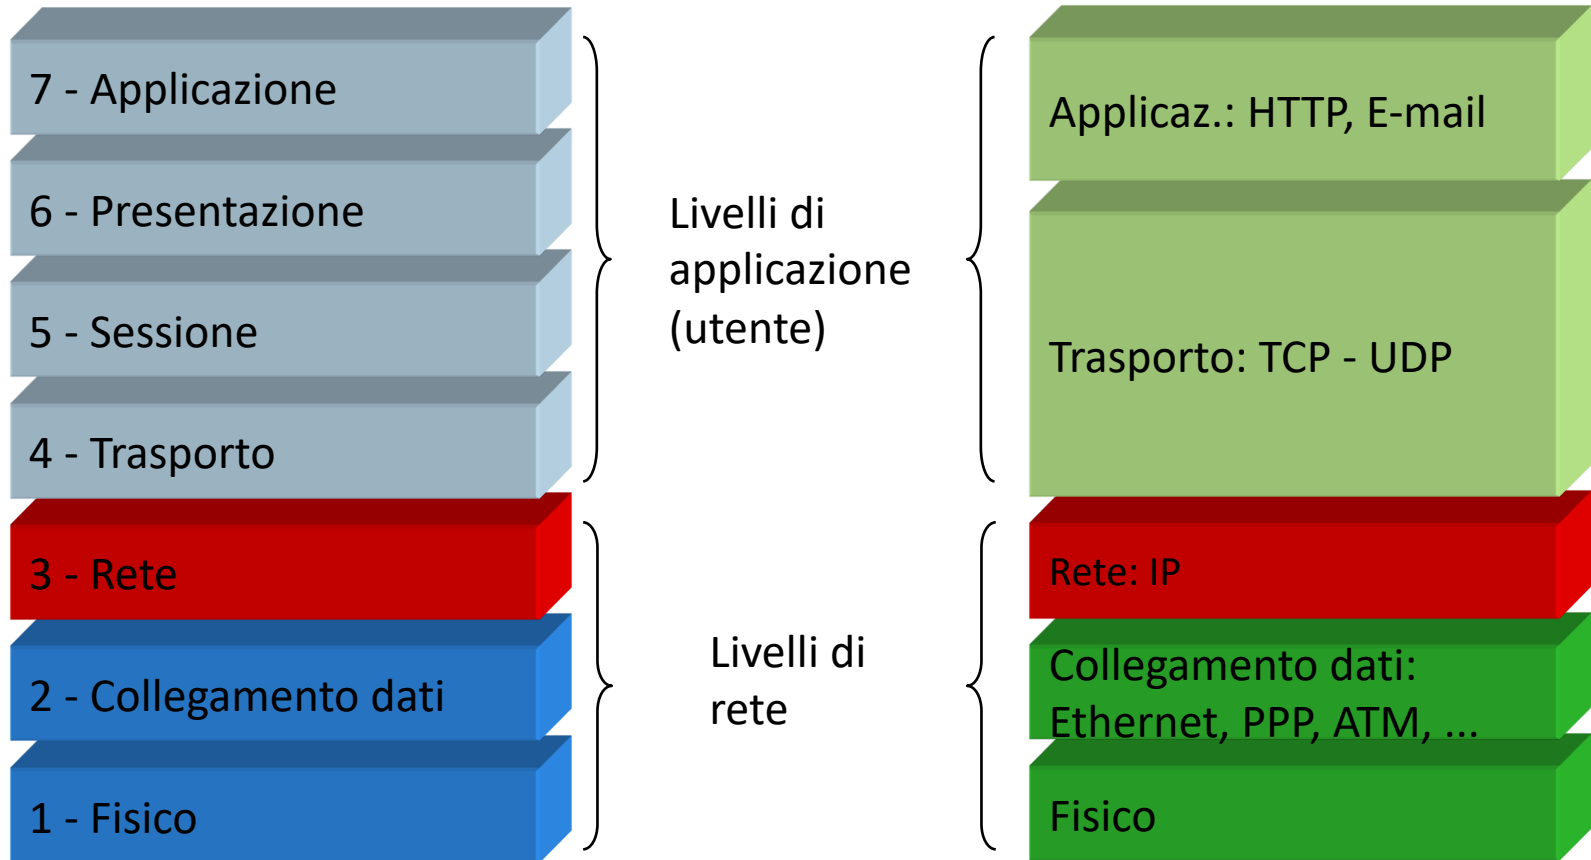 7 - Applicazione
6 - Presentazione
5 - Sessione
4 - Trasporto
3 - Rete
2 - Collegamento dati
1 - Fisico
Livelli di
applicazione
(utente)
Livelli di
rete
Applicaz.: HTTP, E-mail
Trasporto: TCP - UDP
Rete: IP
Collegamento dati:
Ethernet, PPP, ATM, ...
Fisico